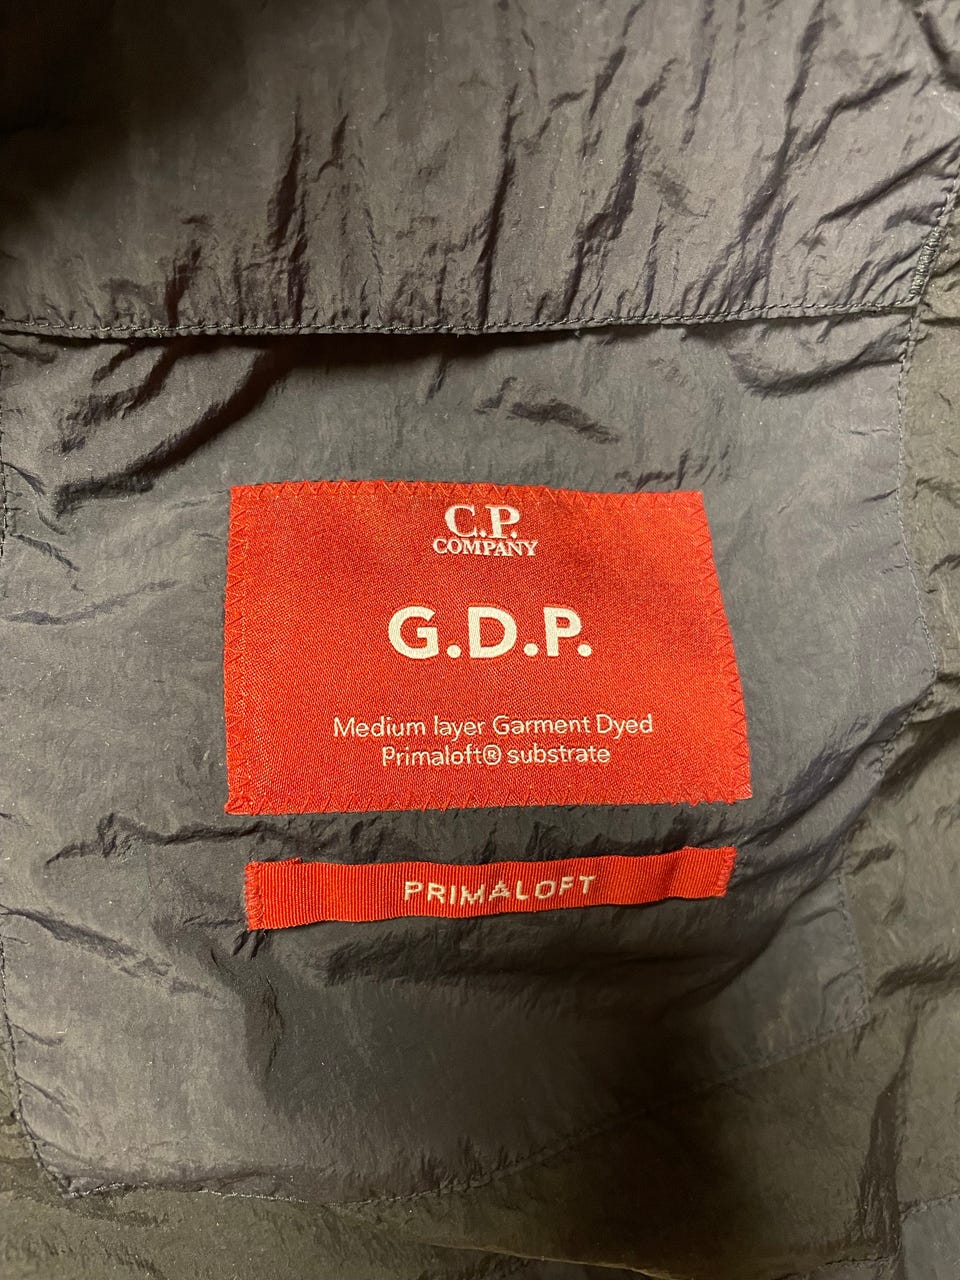 C.P.
COMPANY
G.D.P.
Medium layer Garment Dyed
Primaloft® substrate
PRIMALOFT